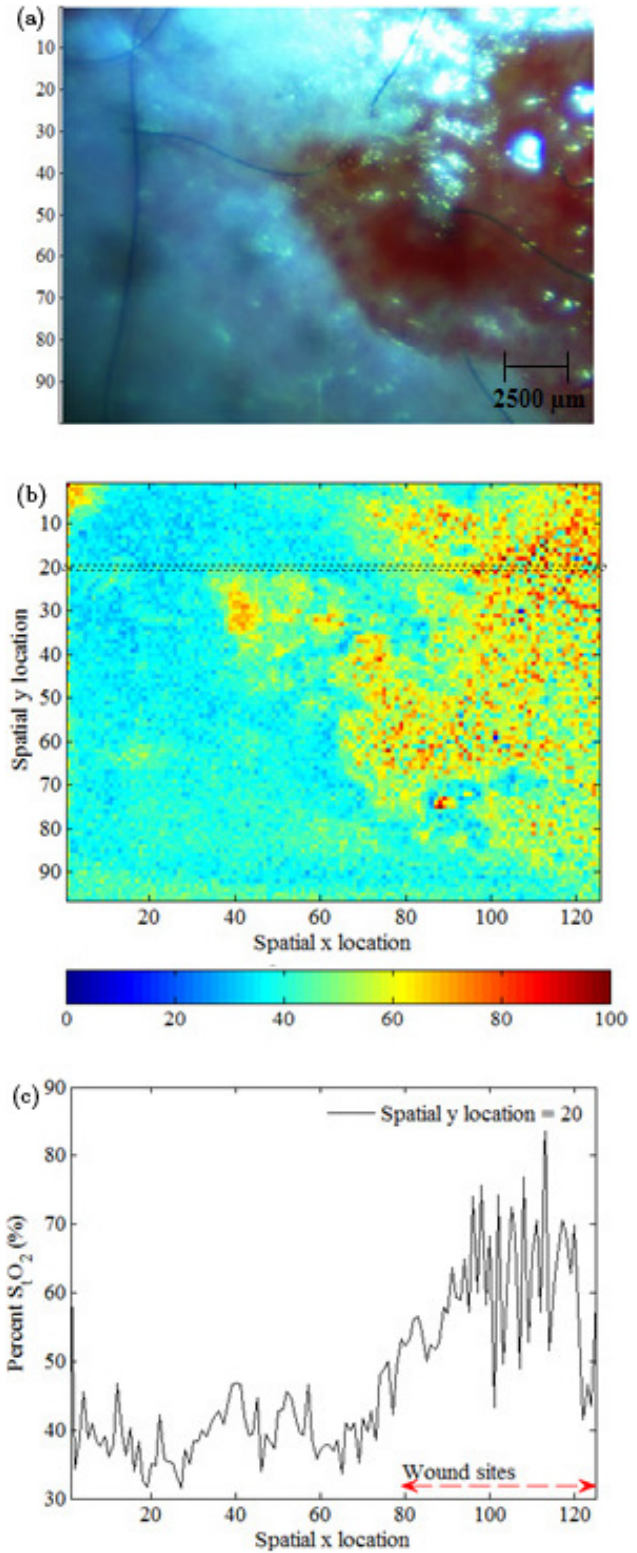 (a)
10
20
30
40
50
60
70
80
90
2500 µm
(b)
10
20
30
40
50
60
70
80
90
Spatial y location
20 40 60 80 100 120
Spatial x location
0 20 40 60 80 100
(c)
90
80
70
60
50
40
30
Percent StO2 (%)
Spatial y location = 20
Wound sites
20 40 60 80 100 120
Spatial x location